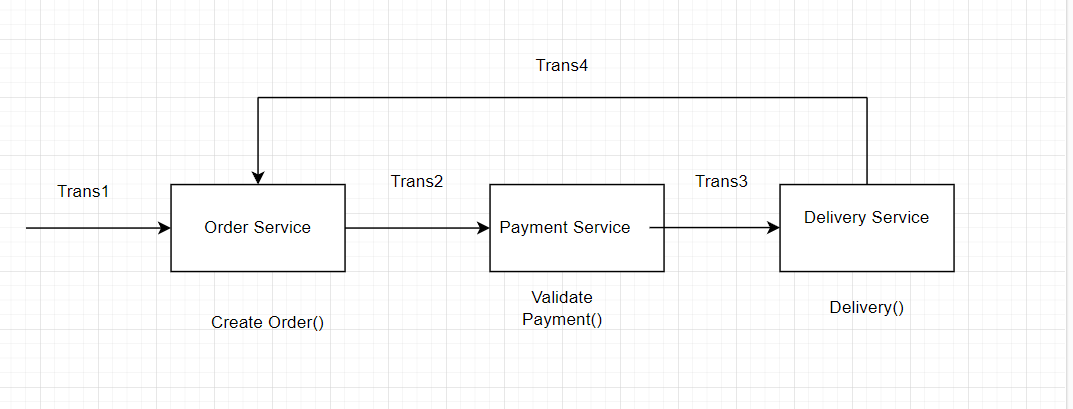 Trans4
Trans1
Trans2
Trans3
Order Service
Payment Service
Delivery Service
Create Order()
Validate
Payment()
Delivery()